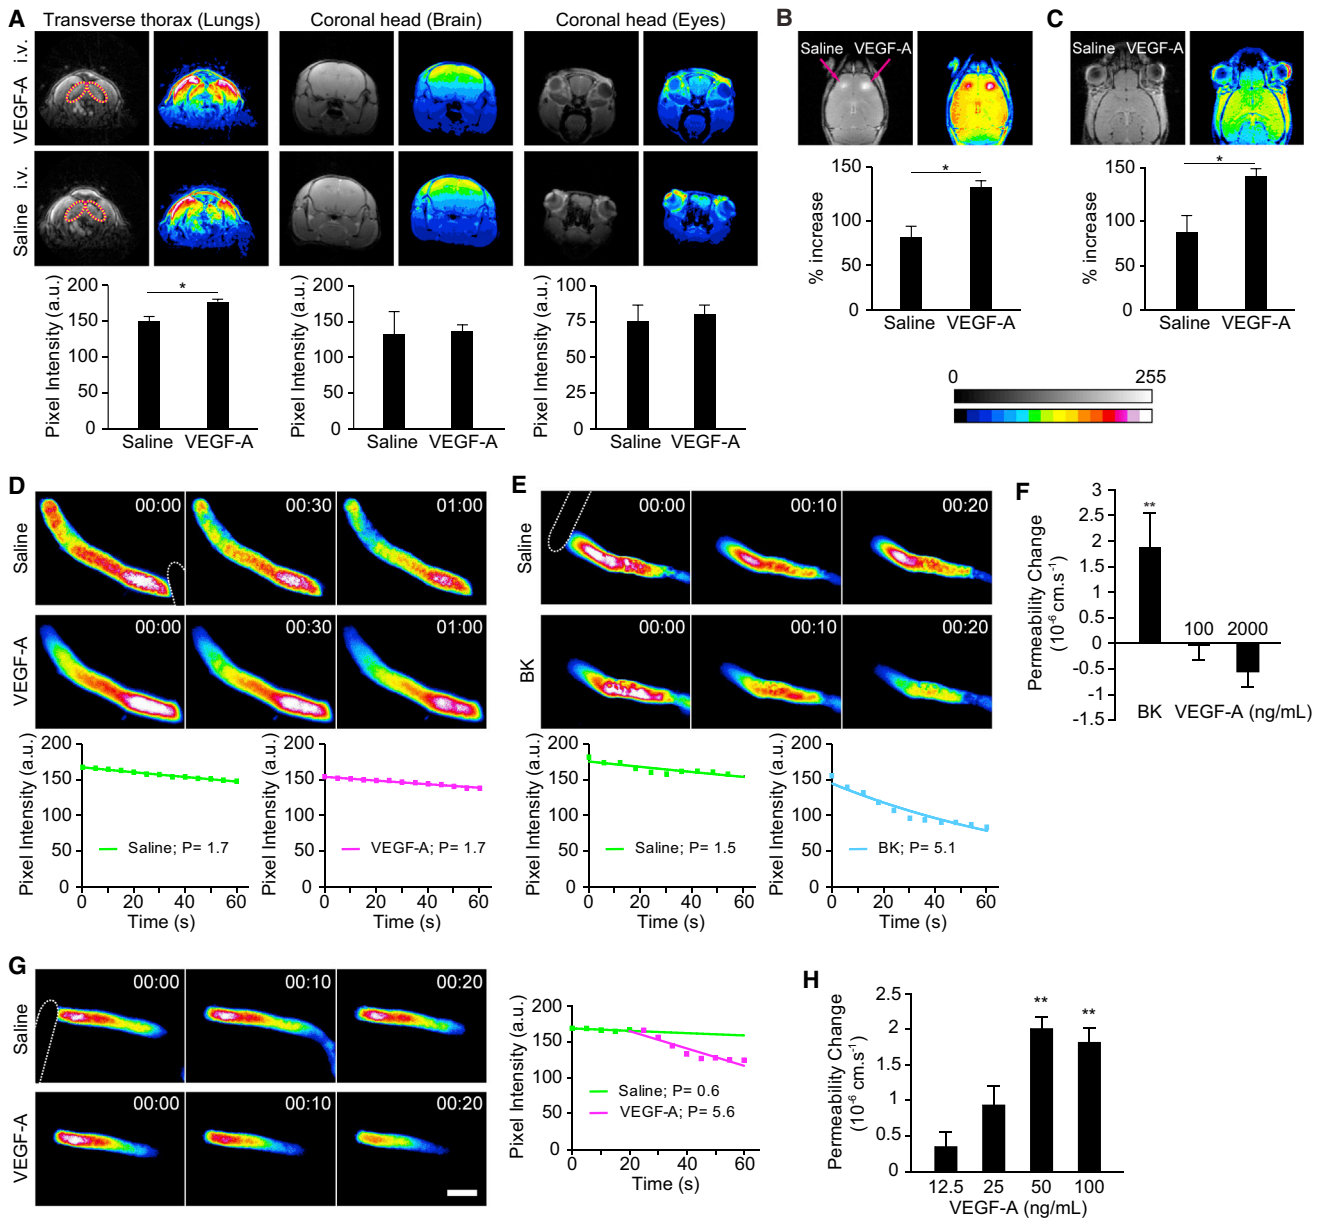 A
Transverse thorax (Lungs)
Coronal head (Brain)
Coronal head (Eyes)
VEGF-A i.v.
Saline i.v.
Pixel Intensity (a.u.)
200
150
100
50
0
*
Saline VEGF-A
Pixel Intensity (a.u.)
200
150
100
50
0
Saline VEGF-A
Pixel Intensity (a.u.)
100
75
50
25
0
Saline VEGF-A
B
Saline VEGF-A
% increase
150
100
50
0
*
Saline VEGF-A
C
Saline VEGF-A
% increase
150
100
50
0
*
Saline VEGF-A
0 255
D
Saline
00:00
00:30
01:00
VEGF-A
00:00
00:30
01:00
Pixel Intensity (a.u.)
200
150
100
50
0
Saline; P= 1.7
0 20 40 60
Time (s)
Pixel Intensity (a.u.)
200
150
100
50
0
VEGF-A; P= 1.7
0 20 40 60
Time (s)
E
Saline
00:00
00:10
00:20
BK
00:00
00:10
00:20
Pixel Intensity (a.u.)
200
150
100
50
0
Saline; P= 1.5
0 20 40 60
Time (s)
Pixel Intensity (a.u.)
200
150
100
50
0
BK; P= 5.1
0 20 40 60
Time (s)
F
Permeability Change
(10-6 cm.s-1)
3
2.5
2
1.5
1
0.5
0
-0.5
-1
-1.5
**
100 2000
BK VEGF-A (ng/mL)
G
Saline
00:00
00:10
00:20
VEGF-A
00:00
00:10
00:20
Pixel Intensity (a.u.)
200
150
100
50
0
Saline; P= 0.6
VEGF-A; P= 5.6
0 20 40 60
Time (s)
H
Permeability Change
(10-6 cm.s-1)
2.5
2
1.5
1
0.5
0
**
**
12.5 25 50 100
VEGF-A (ng/mL)